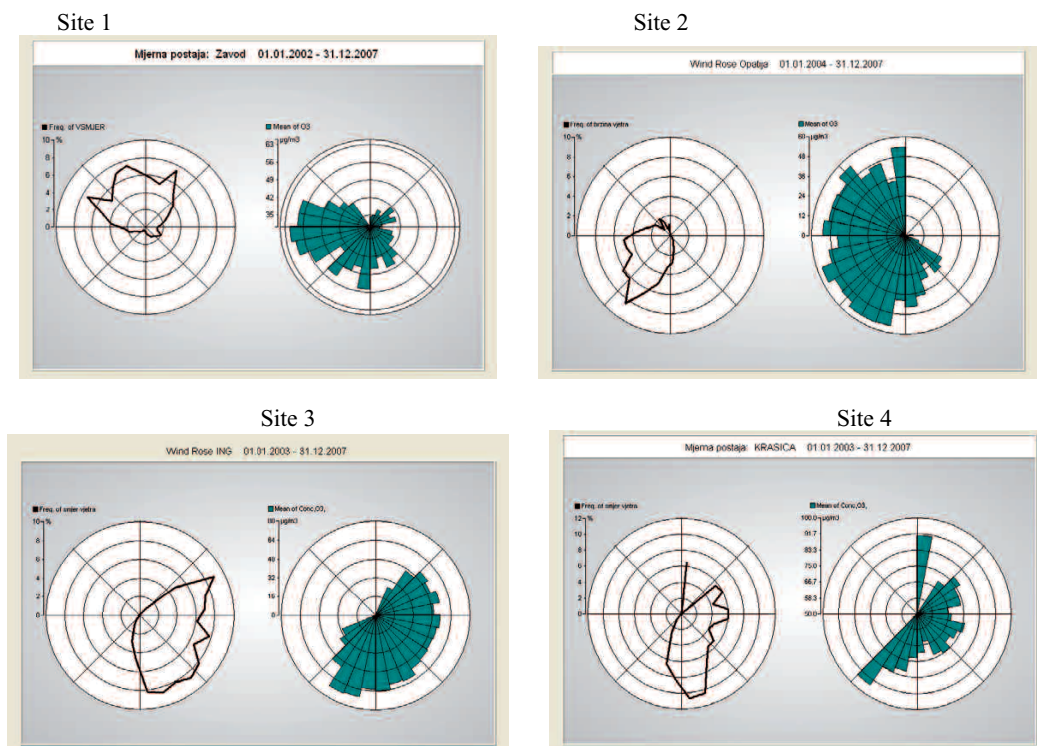 Site 1
Site 2
Mjerna postaja: Zavod 01.01.2002 - 31.12.2007
Wind Rose Opatija 01.01.2004 - 31.12.2007
Freq. of VSMJER
Mean of O3
Freq. of brzina vjetra
Mean of O3
10 %
8
6
4
2
0
µg/m3
63
56
49
42
35
10 %
8
6
4
2
0
60 µg/m3
48
36
24
12
0
Site 3
Site 4
Wind Rose ING 01.01.2003 - 31.12.2007
Mjerna postaja: KRASICA 01.01.2003 - 31.12.2007
Freq. of smjer vjetra
Mean of Conc,O3,
Freq. of smjer vjetra
Mean of Conc,O3,
10 %
8
6
4
2
0
80 µg/m3
64
32
0
12 %
10
8
6
4
2
0
100.0 µg/m3
91.7
83.3
75.0
66.7
58.3
50.0